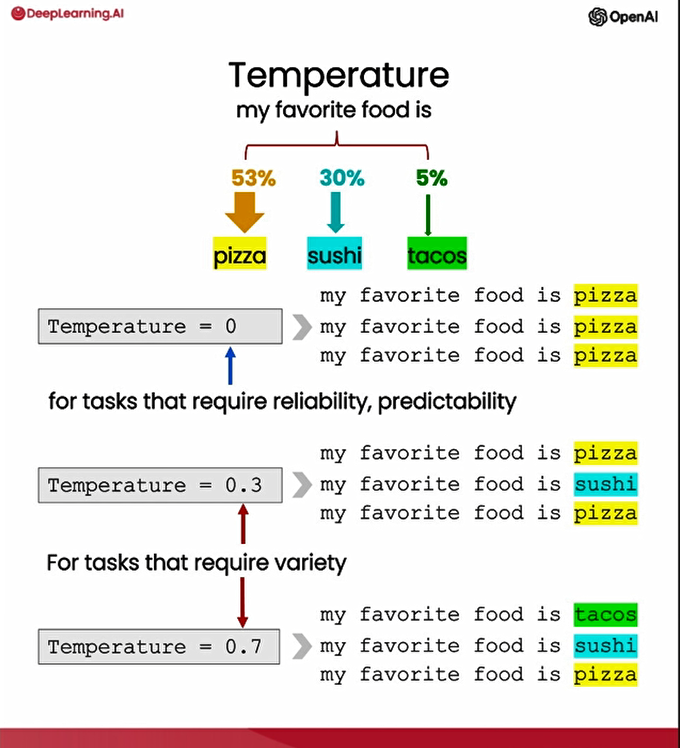 DeepLearning.AI
OpenAI
Temperature
my favorite food is
53% 30% 5%
pizza sushi tacos
my favorite food is pizza
Temperature = 0 my favorite food is pizza
my favorite food is pizza
for tasks that require reliability, predictability
my favorite food is pizza
Temperature = 0.3 my favorite food is sushi
my favorite food is pizza
For tasks that require variety
my favorite food is tacos
Temperature = 0.7 my favorite food is sushi
my favorite food is pizza